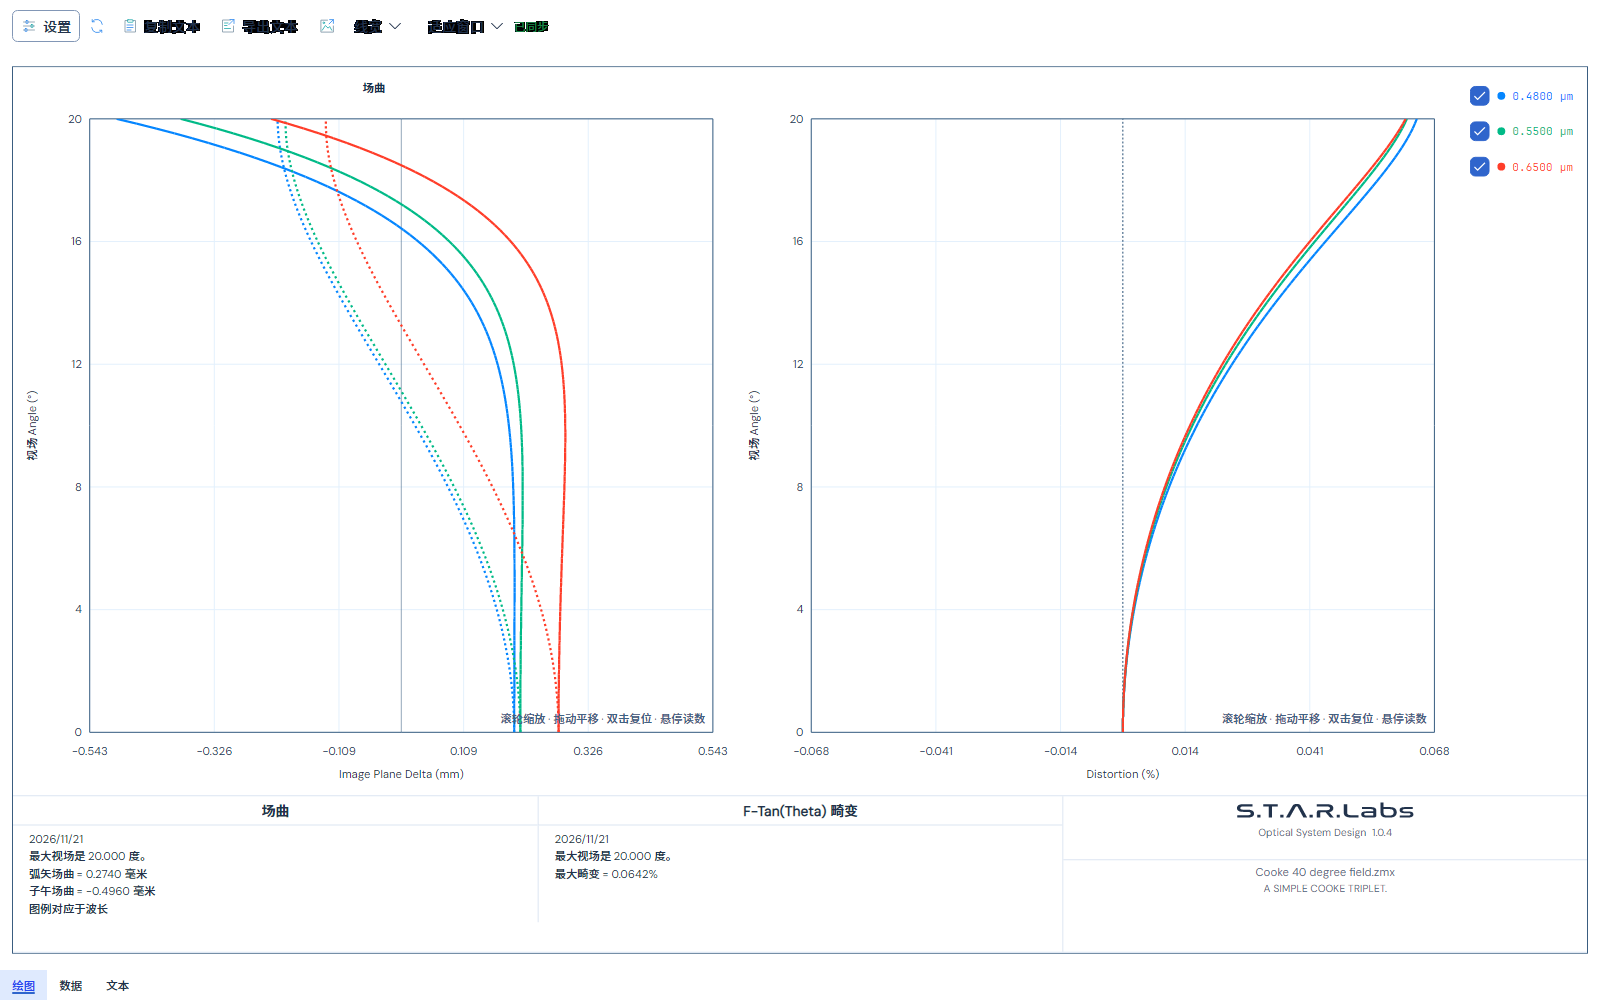 设置
场曲
0.4800 μm
0.5500 μm
0.6500 μm
20
16
12
8
4
0
视场 Angle (°)
滚轮缩放 · 拖动平移 · 双击复位 · 悬停读数
-0.543 -0.326 -0.109 0.109 0.326 0.543
Image Plane Delta (mm)
20
16
12
8
4
0
视场 Angle (°)
滚轮缩放 · 拖动平移 · 双击复位 · 悬停读数
-0.068 -0.041 -0.014 0.014 0.041 0.068
Distortion (%)
场曲
2026/11/21
最大视场是 20.000 度。
弧矢场曲 = 0.2740 毫米
子午场曲 = -0.4960 毫米
图例对应于波长
F-Tan(Theta) 畸变
2026/11/21
最大视场是 20.000 度。
最大畸变 = 0.0642%
S.T.A.R.Labs
Optical System Design 1.0.4
Cooke 40 degree field.zmx
A SIMPLE COOKE TRIPLET.
绘图 数据 文本